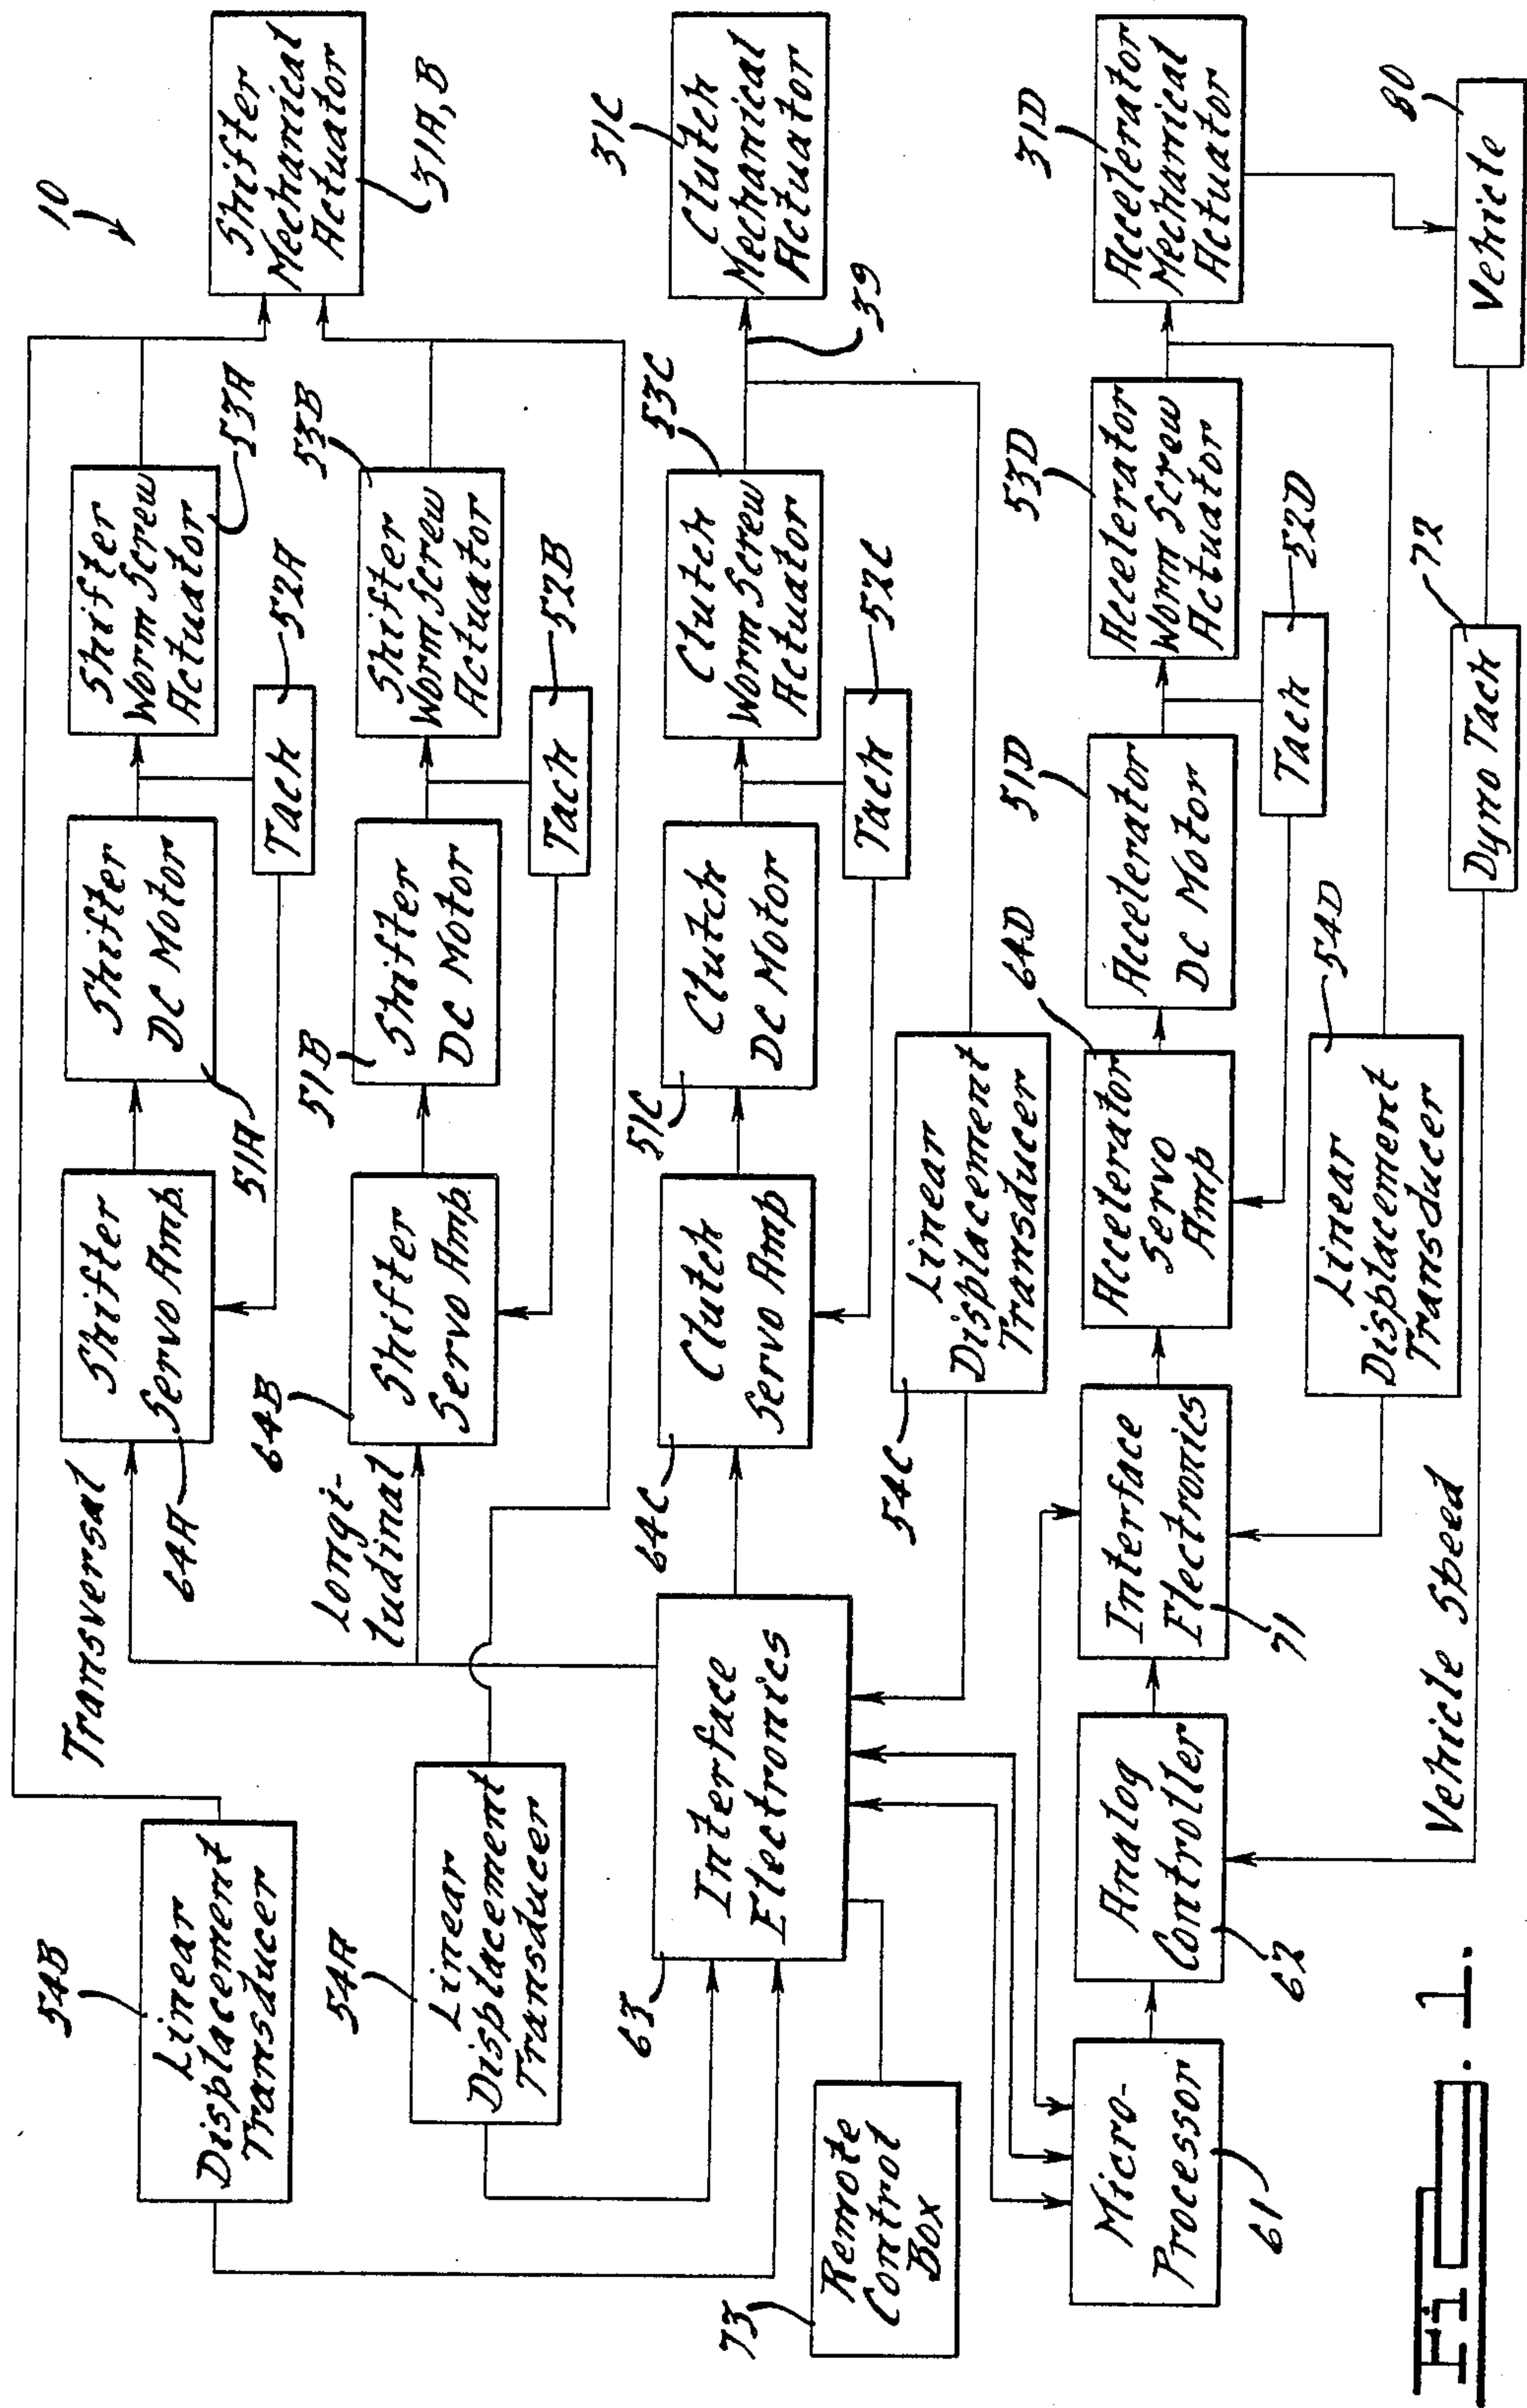 10
Shifter
Mechanical
Actuator
31A,B
Shifter
Worm Screw
Actuator
53A
Tach
52A
Shifter
DC Motor
51A
Shifter
Servo Amp.
64A
Transversal
Linear
Displacement
Transducer
54B
Shifter
Worm Screw
Actuator
53B
Tach
52B
Shifter
DC Motor
51B
Shifter
Servo Amp.
64B
Longi-
tudinal
Linear
Displacement
Transducer
54A
Clutch
Mechanical
Actuator
31C
39
Clutch
Worm Screw
Actuator
53C
Tach
52C
Clutch
DC Motor
51C
Clutch
Servo Amp
64C
Linear
Displacement
Transducer
54C
Interface
Electronics
63
Remote
Control
Box
73
Accelerator
Mechanical
Actuator
31D
Accelerator
Worm Screw
Actuator
53D
Tach
52D
Accelerator
DC Motor
51D
Accelerator
Servo
Amp
64D
Linear
Displacement
Transducer
54D
Interface
Electronics
71
Analog
Controller
62
Micro-
Processor
61
Vehicle
80
Dyno Tach
72
Vehicle Speed
Fig. 1.